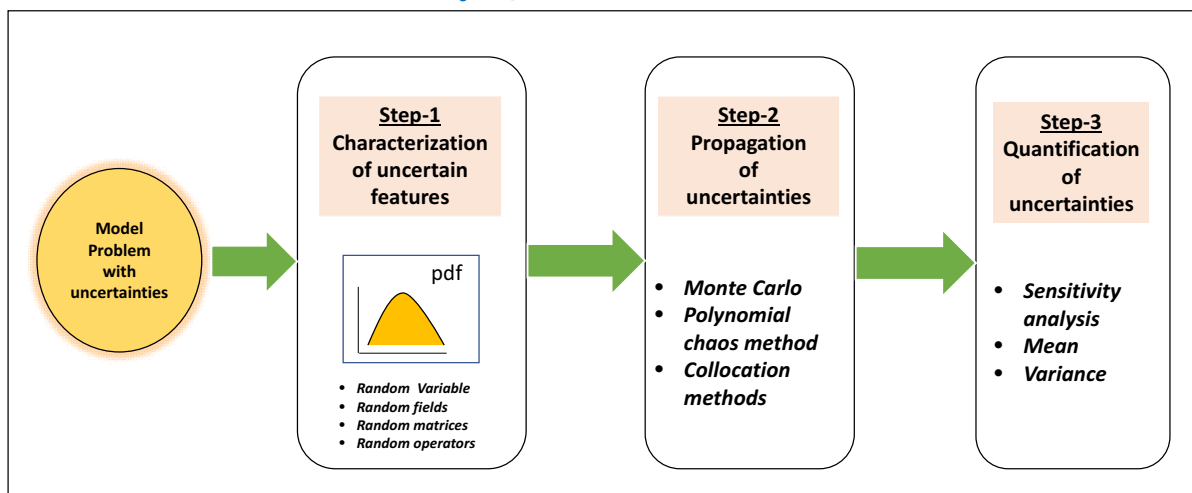 Model
Problem
with
uncertainties
Step-1
Characterization
of uncertain
features
pdf
• Random Variable
• Random fields
• Random matrices
• Random operators
Step-2
Propagation
of
uncertainties
• Monte Carlo
• Polynomial
chaos method
• Collocation
methods
Step-3
Quantification
of
uncertainties
• Sensitivity
analysis
• Mean
• Variance